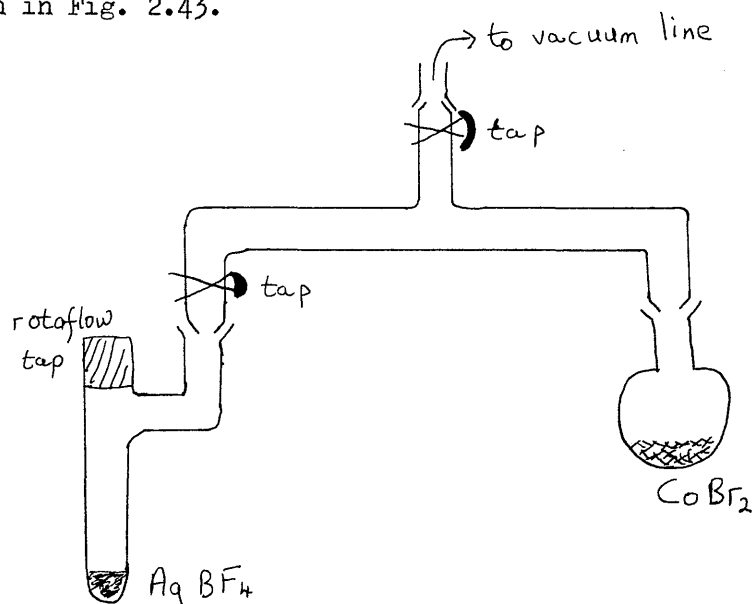 in Fig. 2.43.
to vacuum line
tap
tap
rotaflow
tap
CoBr2
AgBF4